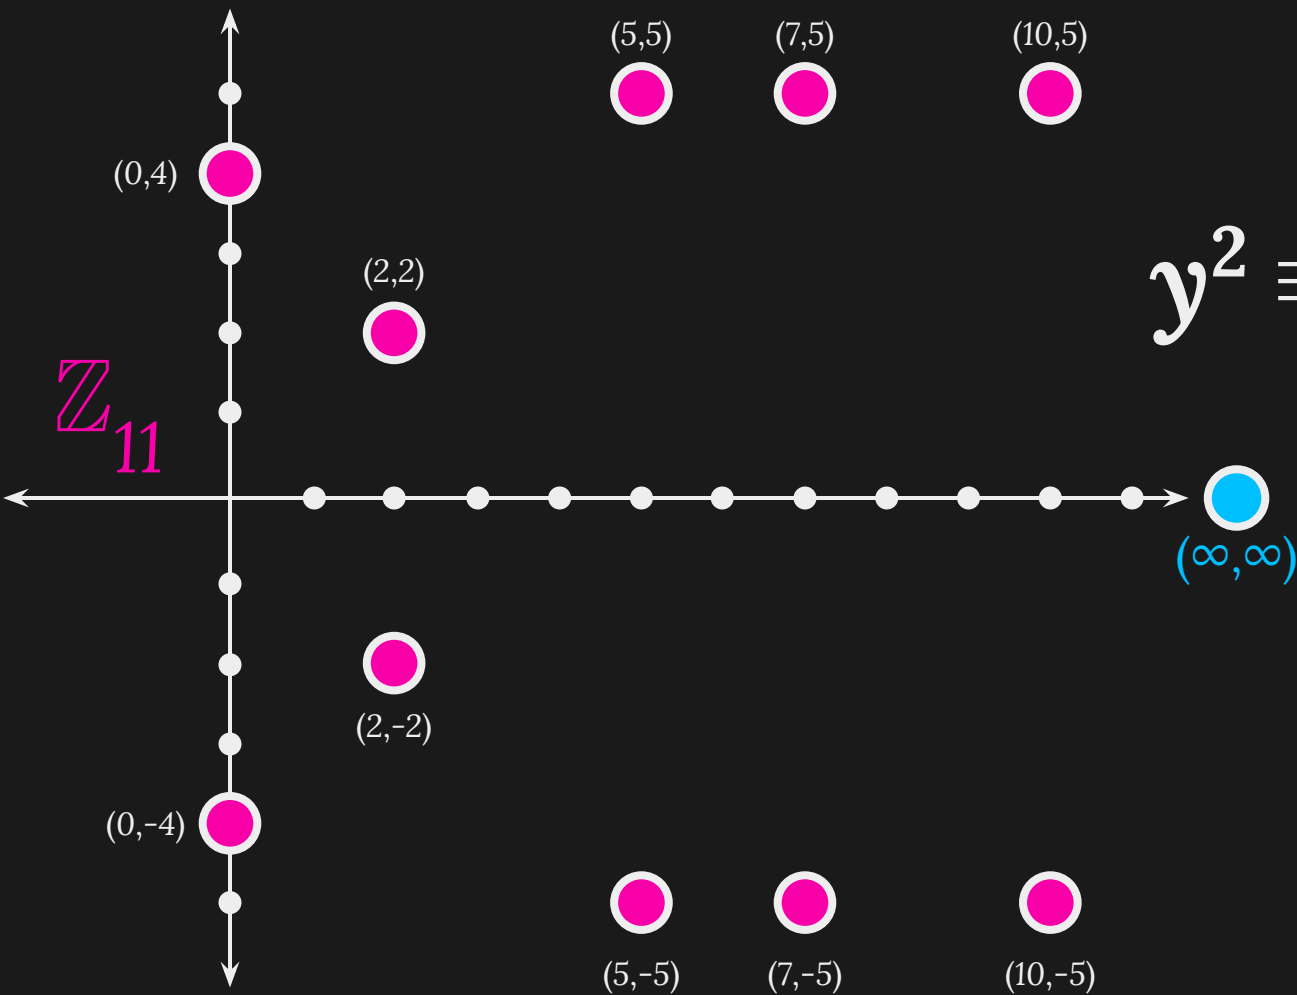 (5,5) (7,5) (10,5)
(0,4)
y² ≡
(2,2)
ℤ₁₁
(∞,∞)
(2,-2)
(0,-4)
(5,-5) (7,-5) (10,-5)